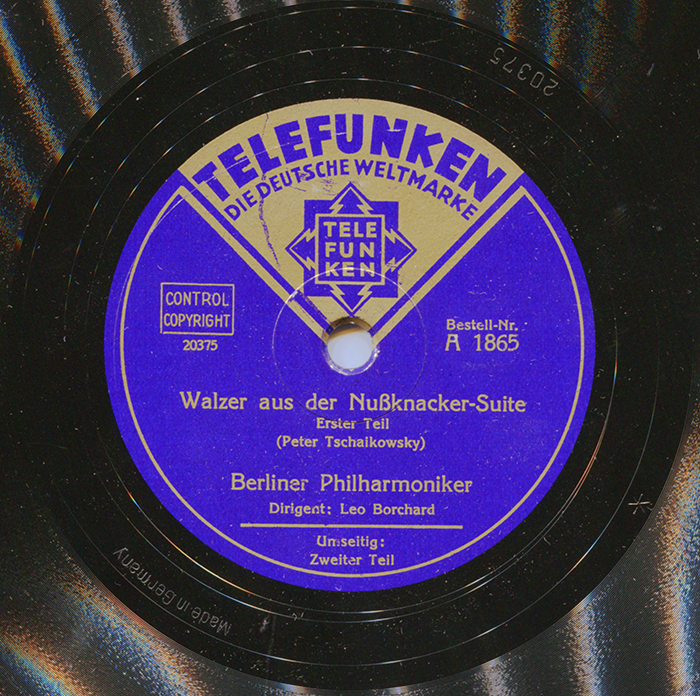 20375
TELEFUNKEN
DIE DEUTSCHE WELTMARKE
TELE
FUN
KEN
CONTROL
COPYRIGHT
20375
Bestell-Nr.
A 1865
Walzer aus der Nußknacker-Suite
Erster Teil
(Peter Tschaikowsky)
Berliner Philharmoniker
Dirigent: Leo Borchard
Umseitig:
Zweiter Teil
Made in Germany